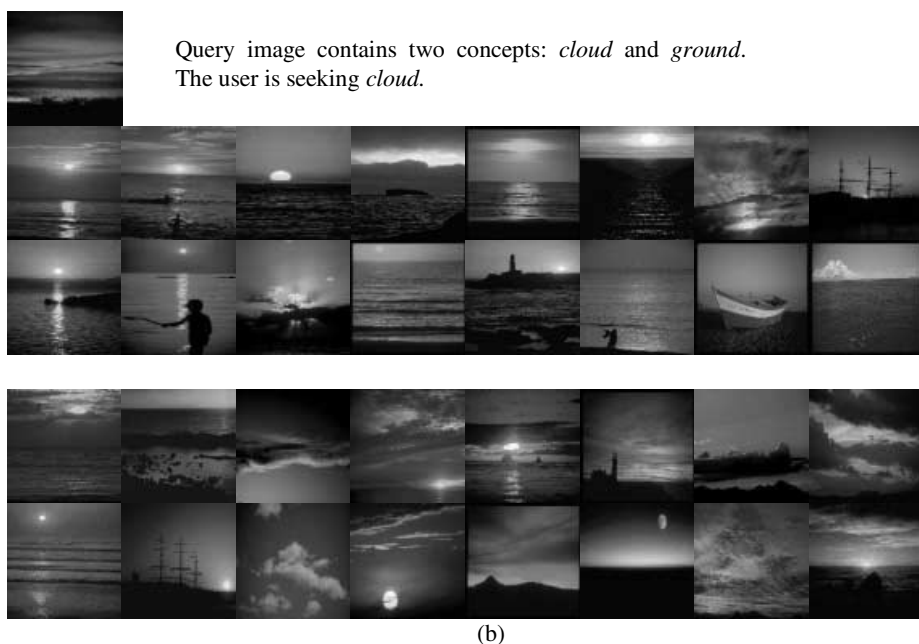 Query image contains two concepts: cloud and ground.
The user is seeking cloud.
(b)